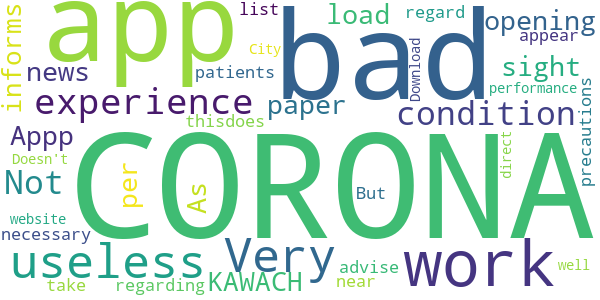 app
bad
list
load
regard
opening
appear
informs
news
City
patients
Download
sight
performance
experience
paper
condition
precautions
thisdoes
Appp
CORONA
Doesn't
direct
Not
per
As
But
website
necessary
useless
Very
work
KAWACH
advise
well
take
regarding
near